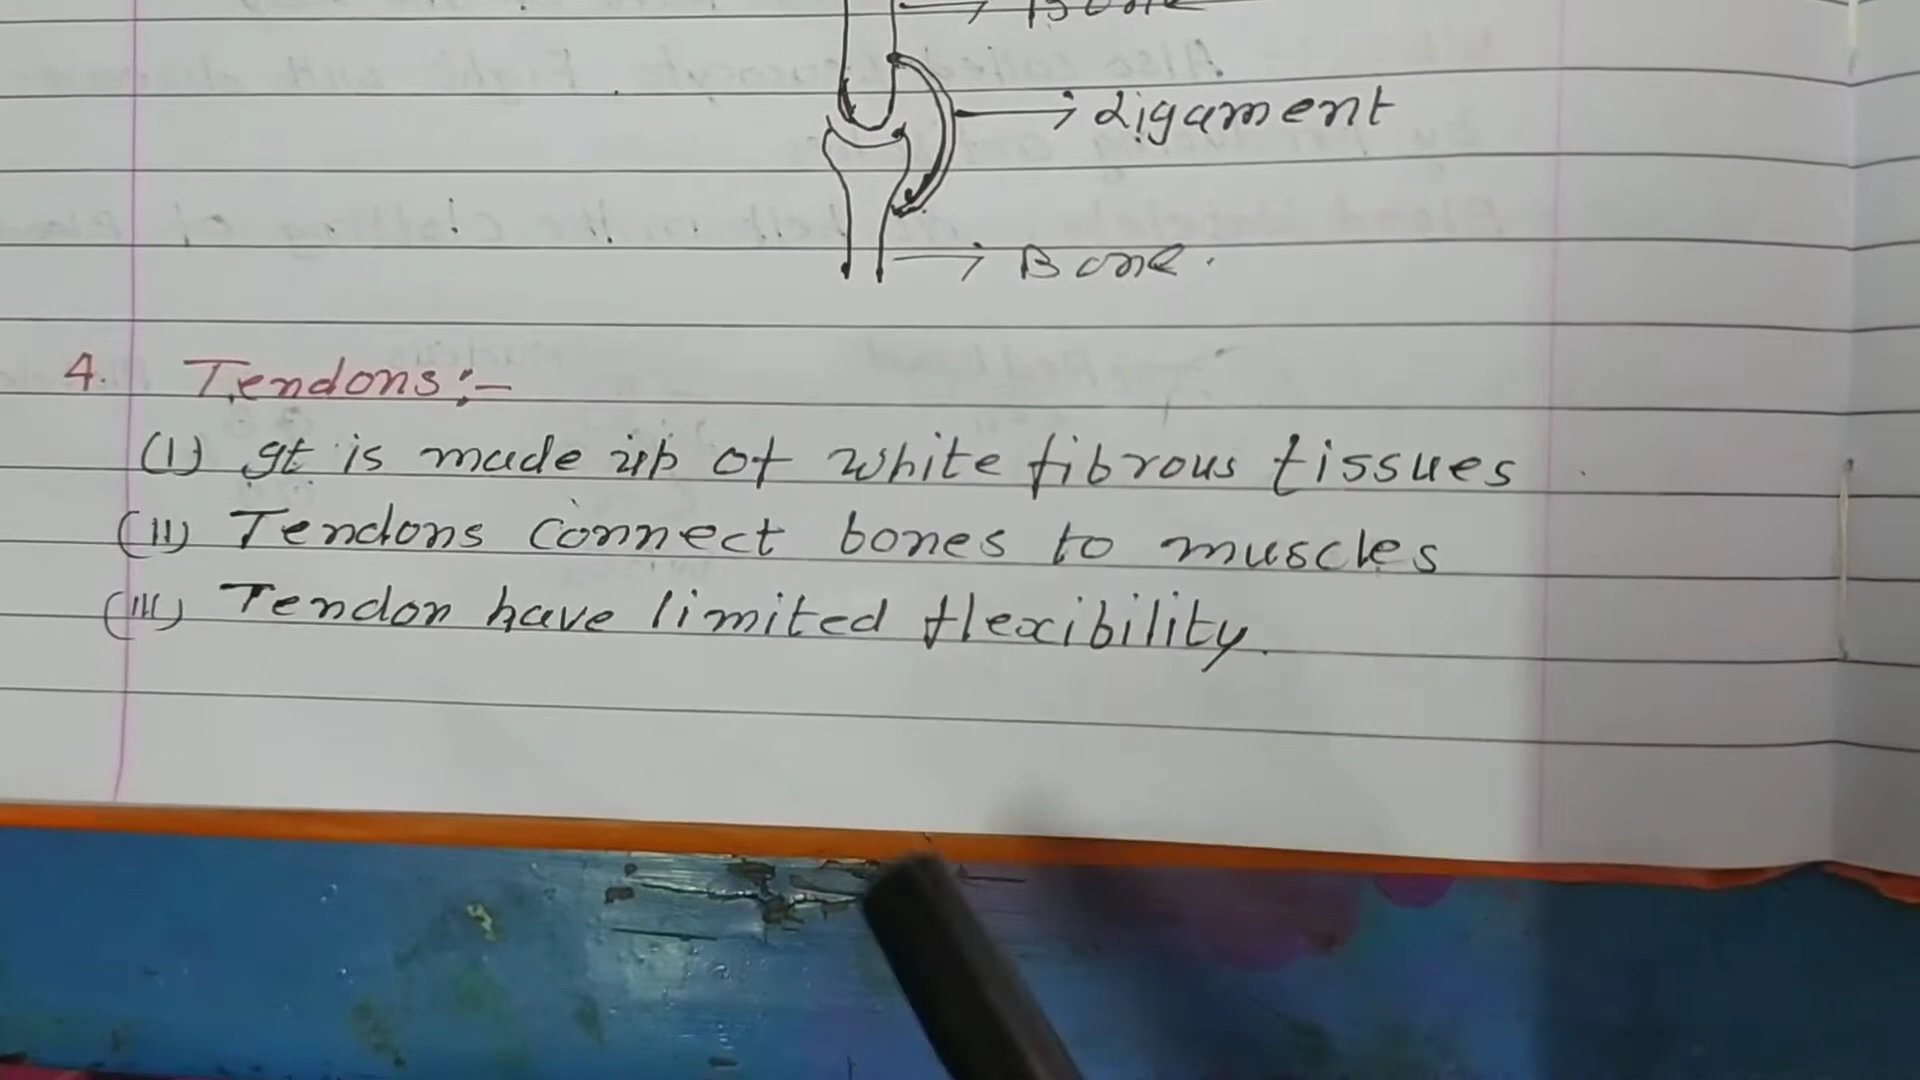 Bone
Ligament
Bone.
4. Tendons:-
(I) It is made up of white fibrous tissues
(II) Tendons connect bones to muscles
(III) Tendon have limited flexibility.